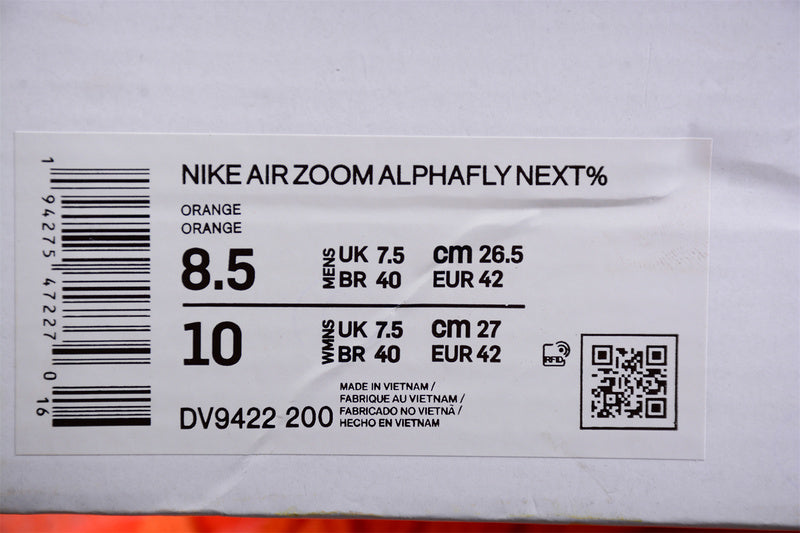 NIKE AIR ZOOM ALPHAFLY NEXT%
ORANGE
ORANGE
8.5
MENS
UK 7.5 cm 26.5
BR 40 EUR 42
10
WMNS
UK 7.5 cm 27
BR 40 EUR 42
RFID
DV9422 200
MADE IN VIETNAM /
FABRIQUE AU VIETNAM /
FABRICADO NO VIETNÃ /
HECHO EN VIETNAM
1 94275 47227 0 16